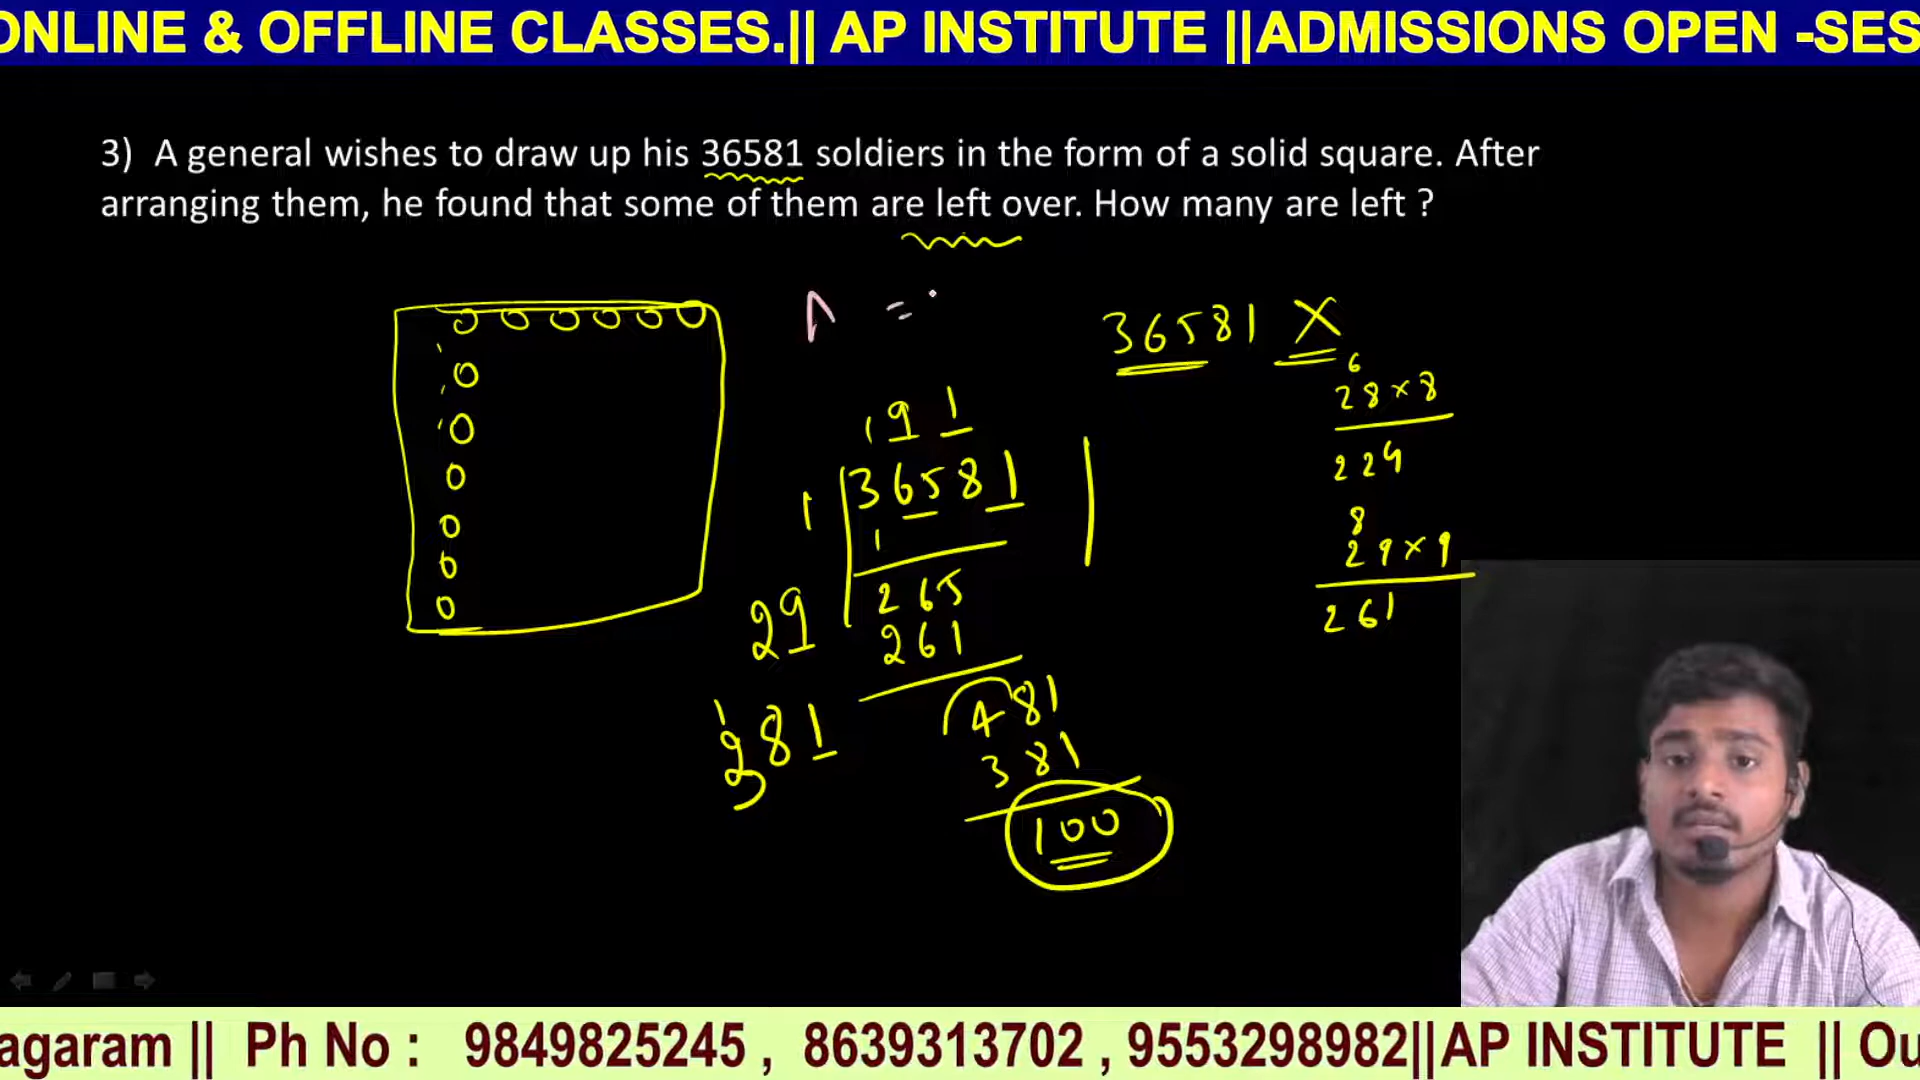 ONLINE & OFFLINE CLASSES.|| AP INSTITUTE ||ADMISSIONS OPEN -SES
3) A general wishes to draw up his 36581 soldiers in the form of a solid square. After
arranging them, he found that some of them are left over. How many are left ?
A =
36581 X
6
28×8
224
8
29×9
261
191
1 36581
1
265
29 261
481
381 381
100
agaram || Ph No : 9849825245 , 8639313702 , 9553298982||AP INSTITUTE || Ou